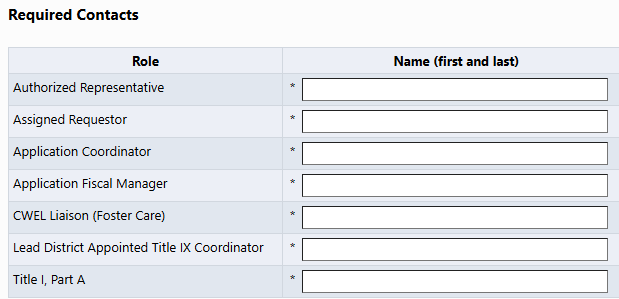 Required Contacts
Role Name (first and last)
Authorized Representative *
Assigned Requestor *
Application Coordinator *
Application Fiscal Manager *
CWEL Liaison (Foster Care) *
Lead District Appointed Title IX Coordinator *
Title I, Part A *